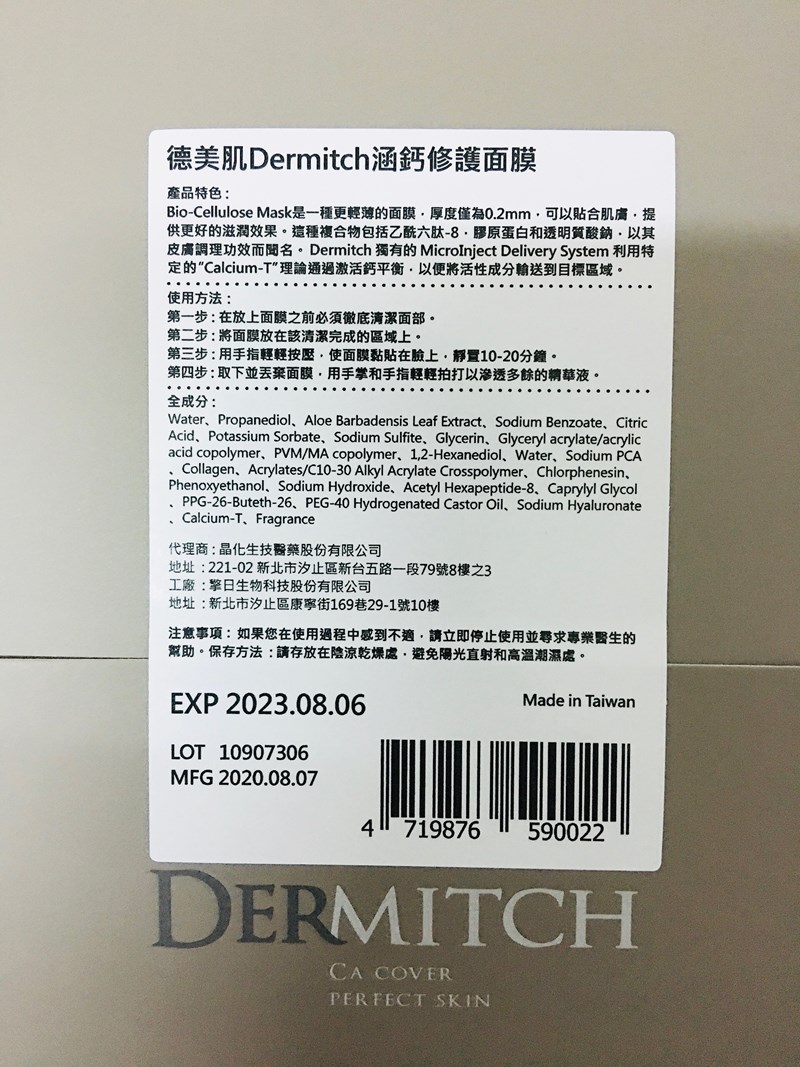 德美肌Dermitch涵鈣修護面膜
產品特色：
Bio-Cellulose Mask是一種更輕薄的面膜，厚度僅為0.2mm，可以貼合肌膚，提
供更好的滋潤效果。這種複合物包括乙酰六肽-8，膠原蛋白和透明質酸鈉，以其
皮膚調理功效而聞名。Dermitch 獨有的 MicroInject Delivery System 利用特
定的"Calcium-T"理論通過激活鈣平衡，以便將活性成分輸送到目標區域。
使用方法：
第一步：在放上面膜之前必須徹底清潔面部。
第二步：將面膜放在該清潔完成的區域上。
第三步：用手指輕輕按壓，使面膜黏貼在臉上，靜置10-20分鐘。
第四步：取下並丟棄面膜，用手掌和手指輕輕拍打以滲透多餘的精華液。
全成分：
Water、Propanediol、Aloe Barbadensis Leaf Extract、Sodium Benzoate、Citric
Acid、Potassium Sorbate、Sodium Sulfite、Glycerin、Glyceryl acrylate/acrylic
acid copolymer、PVM/MA copolymer、1,2-Hexanediol、Water、Sodium PCA
、Collagen、Acrylates/C10-30 Alkyl Acrylate Crosspolymer、Chlorphenesin、
Phenoxyethanol、Sodium Hydroxide、Acetyl Hexapeptide-8、Caprylyl Glycol
、PPG-26-Buteth-26、PEG-40 Hydrogenated Castor Oil、Sodium Hyaluronate
、Calcium-T、Fragrance
代理商：晶化生技醫藥股份有限公司
地址：221-02 新北市汐止區新台五路一段79號8樓之3
工廠：擎日生物科技股份有限公司
地址：新北市汐止區康寧街169巷29-1號10樓
注意事項：如果您在使用過程中感到不適，請立即停止使用並尋求專業醫生的
幫助。保存方法：請存放在陰涼乾燥處，避免陽光直射和高溫潮濕處。
EXP 2023.08.06
Made in Taiwan
LOT 10907306
MFG 2020.08.07
4 719876 590022
DERMITCH
CA COVER
PERFECT SKIN